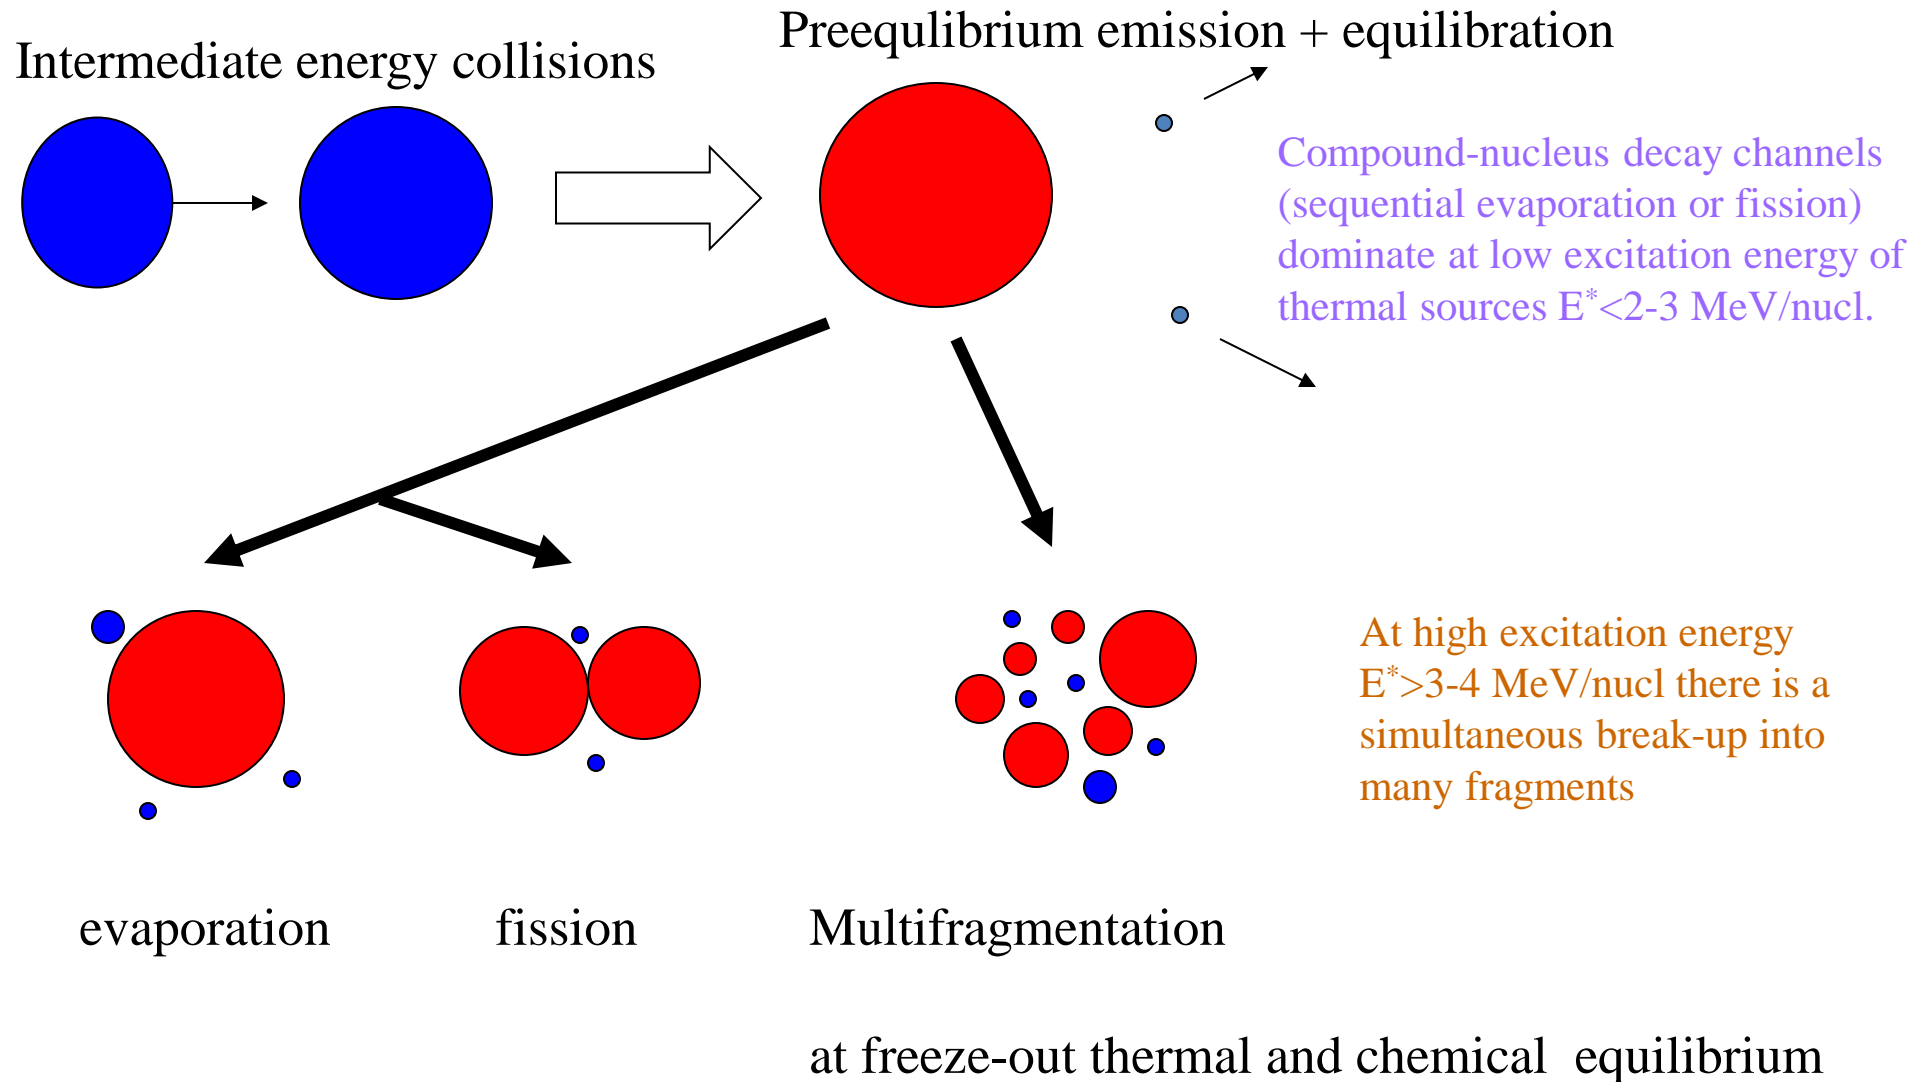 Intermediate energy collisions
Preequlibrium emission + equilibration
Compound-nucleus decay channels
(sequential evaporation or fission)
dominate at low excitation energy of
thermal sources E*<2-3 MeV/nucl.
At high excitation energy
E*>3-4 MeV/nucl there is a
simultaneous break-up into
many fragments
evaporation
fission
Multifragmentation
at freeze-out thermal and chemical equilibrium